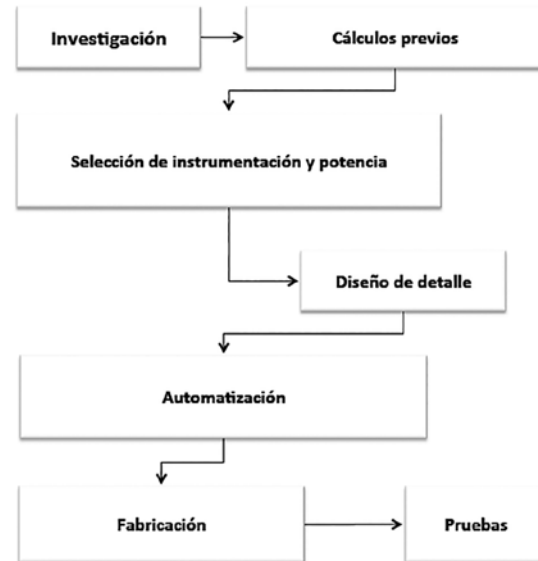 Investigación
Cálculos previos
Selección de instrumentación y potencia
Diseño de detalle
Automatización
Fabricación
Pruebas